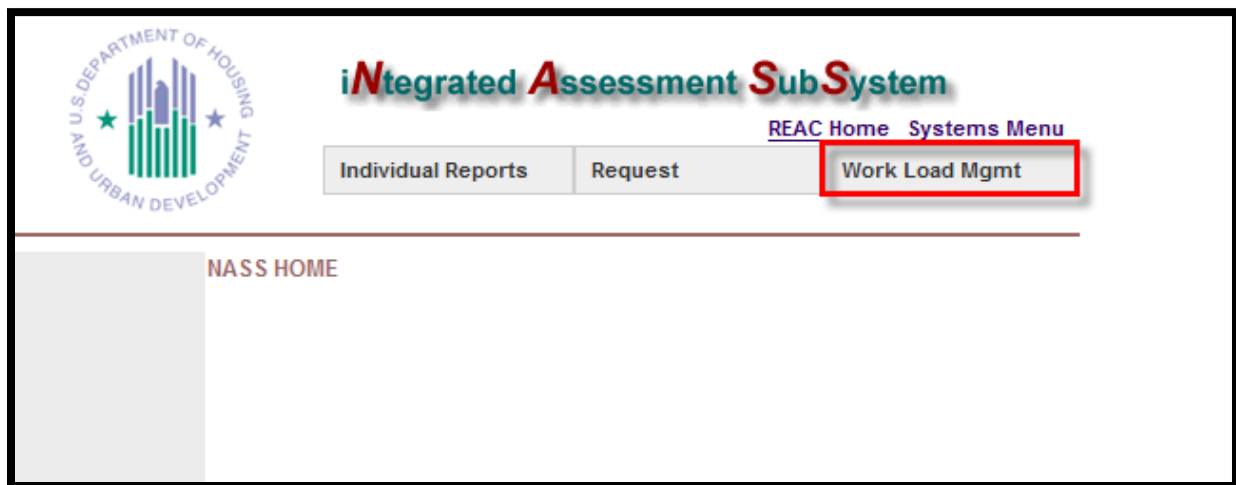 U.S. DEPARTMENT OF HOUSING
AND URBAN DEVELOPMENT
iNtegrated Assessment SubSystem
REAC Home Systems Menu
Individual Reports Request Work Load Mgmt
NASS HOME